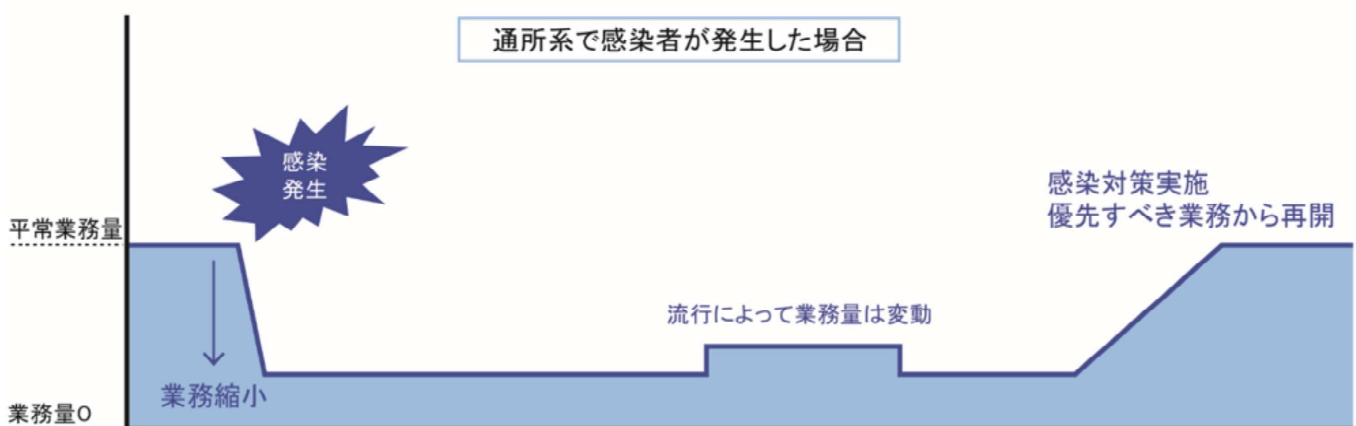 通所系で感染者が発生した場合
感染
発生
感染対策実施
優先すべき業務から再開
平常業務量
流行によって業務量は変動
業務縮小
業務量0